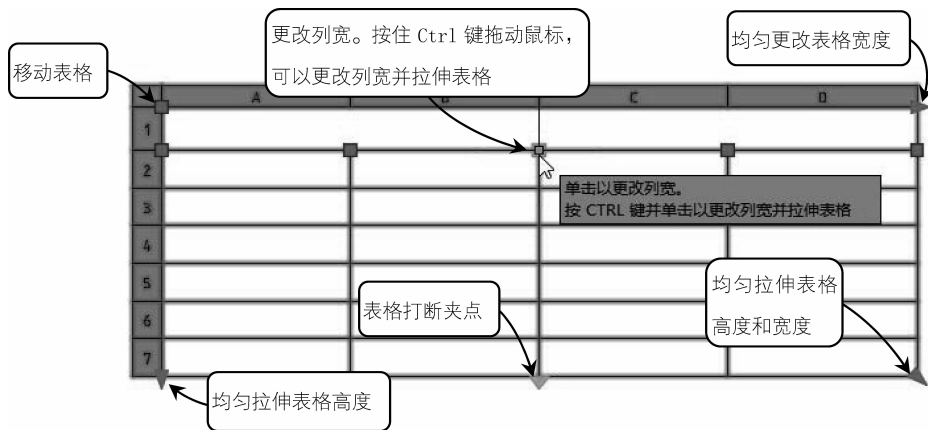 更改列宽。按住 Ctrl 键拖动鼠标，
可以更改列宽并拉伸表格
均匀更改表格宽度
移动表格
A B C D
1
2
单击以更改列宽。
按 CTRL 键并单击以更改列宽并拉伸表格
3
4
5
6
7
表格打断夹点
均匀拉伸表格
高度和宽度
均匀拉伸表格高度